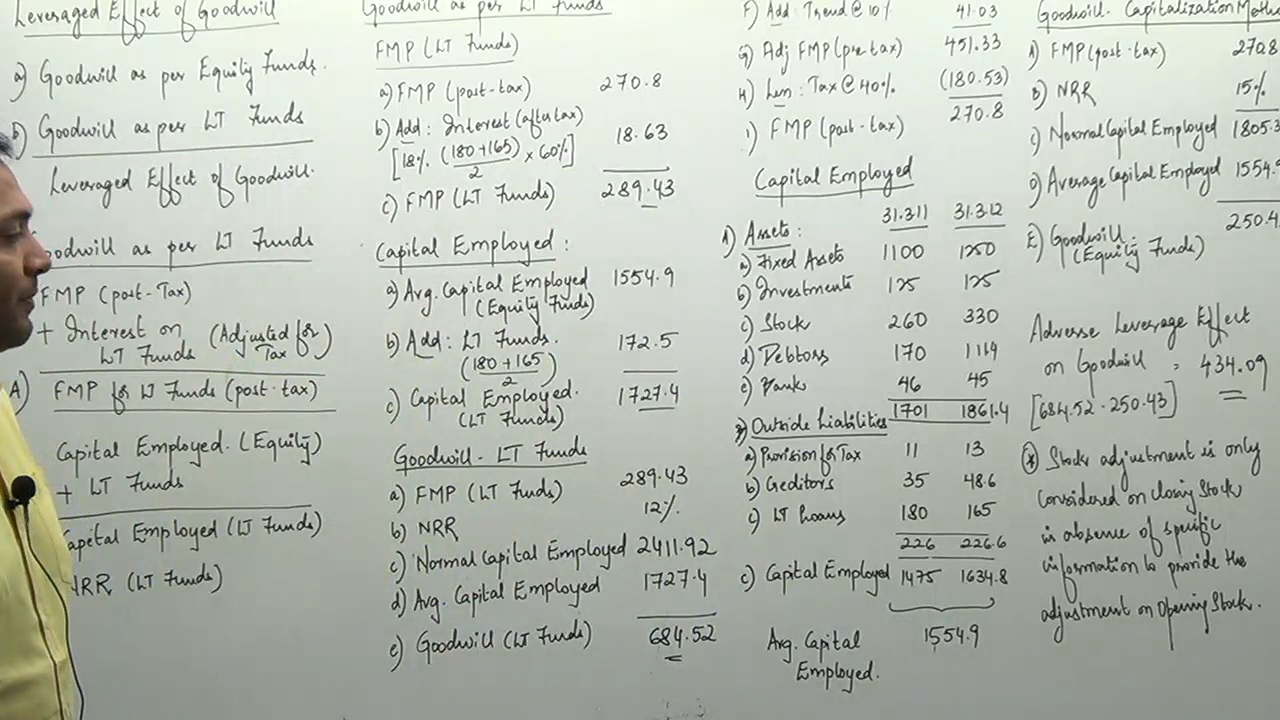 Leveraged Effect of Goodwill
a) Goodwill as per Equity Funds.
b) Goodwill as per LT Funds
Leveraged Effect of Goodwill.
oodwill as per LT Funds
FMP (post-Tax)
+ Interest on LT Funds (Adjusted for Tax)
A) FMP for LT Funds (post-tax)
Capital Employed. (Equity)
+ LT Funds
Capital Employed (LT Funds)
NRR (LT Funds)
Goodwill as per LT Funds
FMP (LT Funds)
a) FMP (post-tax) 270.8
b) Add: Interest (after tax) 18.63
[18% (180+165)/2 × 60%]
c) FMP (LT Funds) 289.43
Capital Employed:
a) Avg. Capital Employed 1554.9
(Equity Funds)
b) Add: LT Funds. 172.5
(180+165)/2
c) Capital Employed. 1727.4
(LT Funds)
Goodwill - LT Funds
a) FMP (LT Funds) 289.43
b) NRR 12%
c) Normal Capital Employed 2411.92
d) Avg. Capital Employed 1727.4
e) Goodwill (LT Funds) 684.52
F) Add: Trend @ 10% 41.03
G) Adj FMP (pre-tax) 451.33
H) Less: Tax @ 40% (180.53)
I) FMP (post-tax) 270.8
Capital Employed
31.3.11 31.3.12
1) Assets:
a) Fixed Assets 1100 1250
b) Investments 125 125
c) Stock 260 330
d) Debtors 170
e) Bank 46 45
1701 1861.4
2) Outside Liabilities
a) Provision for Tax 11 13
b) Creditors 35 48.6
c) LT Loans 180 165
226 226.6
c) Capital Employed 1475 1634.8
Avg. Capital Employed. 1554.9
Goodwill - Capitalization Meth
A) FMP (post-tax) 270.8
B) NRR 15%
c) Normal Capital Employed 1805.3
D) Average Capital Employed 1554.9
E) Goodwill. 250.4
(Equity Funds)
Adverse Leverage Effect
on Goodwill = 434.09
[684.52 - 250.43]
* Stock adjustment is only
considered on closing Stock
in absence of specific
information to provide the
adjustment on Opening Stock.